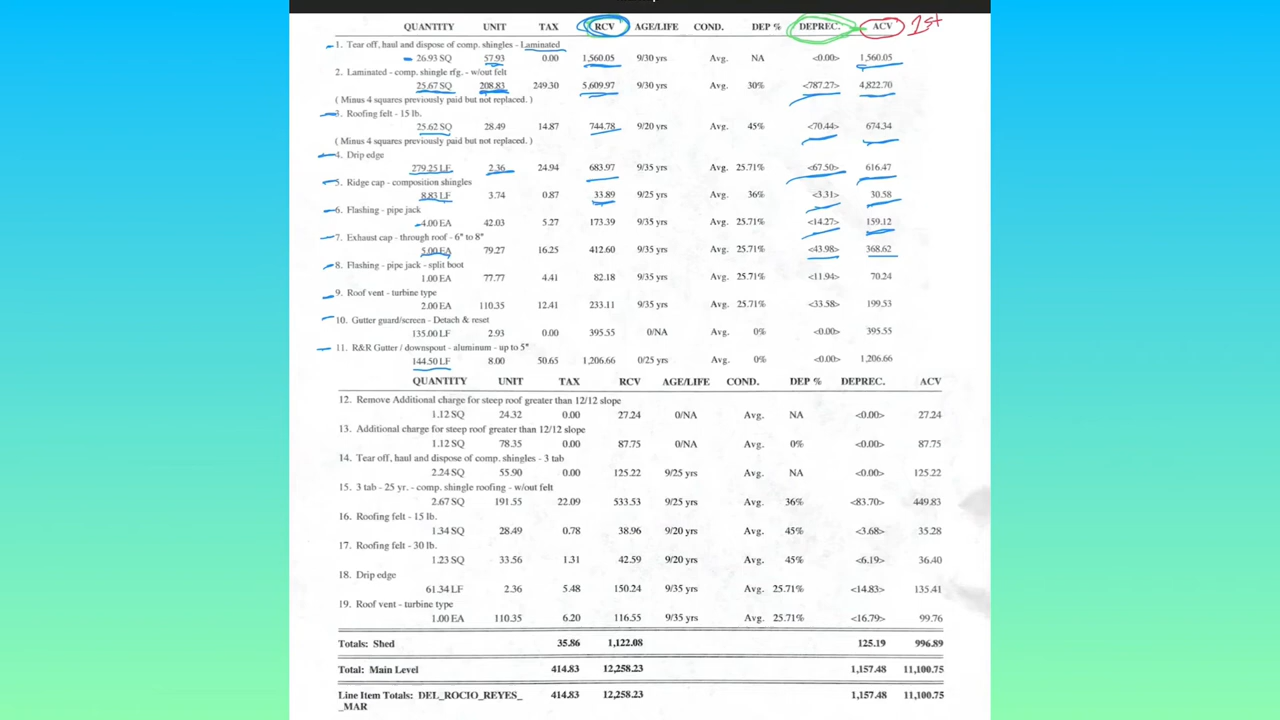 QUANTITY UNIT TAX RCV AGE/LIFE COND. DEP % DEPREC. ACV 1st
1. Tear off, haul and dispose of comp. shingles - Laminated
26.93 SQ 57.93 0.00 1,560.05 9/30 yrs Avg. NA <0.00> 1,560.05
2. Laminated - comp. shingle rfg. - w/out felt
25.67 SQ 208.83 249.30 5,609.97 9/30 yrs Avg. 30% <787.27> 4,822.70
( Minus 4 squares previously paid but not replaced. )
3. Roofing felt - 15 lb.
25.62 SQ 28.49 14.87 744.78 9/20 yrs Avg. 45% <70.44> 674.34
( Minus 4 squares previously paid but not replaced. )
4. Drip edge
279.25 LF 2.36 24.94 683.97 9/35 yrs Avg. 25.71% <67.50> 616.47
5. Ridge cap - composition shingles
8.83 LF 3.74 0.87 33.89 9/25 yrs Avg. 36% <3.31> 30.58
6. Flashing - pipe jack
4.00 EA 42.03 5.27 173.39 9/35 yrs Avg. 25.71% <14.27> 159.12
7. Exhaust cap - through roof - 6" to 8"
5.00 EA 79.27 16.25 412.60 9/35 yrs Avg. 25.71% <43.98> 368.62
8. Flashing - pipe jack - split boot
1.00 EA 77.77 4.41 82.18 9/35 yrs Avg. 25.71% <11.94> 70.24
9. Roof vent - turbine type
2.00 EA 110.35 12.41 233.11 9/35 yrs Avg. 25.71% <33.58> 199.53
10. Gutter guard/screen - Detach & reset
135.00 LF 2.93 0.00 395.55 0/NA Avg. 0% <0.00> 395.55
11. R&R Gutter / downspout - aluminum - up to 5"
144.50 LF 8.00 50.65 1,206.66 0/25 yrs Avg. 0% <0.00> 1,206.66
QUANTITY UNIT TAX RCV AGE/LIFE COND. DEP % DEPREC. ACV
12. Remove Additional charge for steep roof greater than 12/12 slope
1.12 SQ 24.32 0.00 27.24 0/NA Avg. NA <0.00> 27.24
13. Additional charge for steep roof greater than 12/12 slope
1.12 SQ 78.35 0.00 87.75 0/NA Avg. 0% <0.00> 87.75
14. Tear off, haul and dispose of comp. shingles - 3 tab
2.24 SQ 55.90 0.00 125.22 9/25 yrs Avg. NA <0.00> 125.22
15. 3 tab - 25 yr. - comp. shingle roofing - w/out felt
2.67 SQ 191.55 22.09 533.53 9/25 yrs Avg. 36% <83.70> 449.83
16. Roofing felt - 15 lb.
1.34 SQ 28.49 0.78 38.96 9/20 yrs Avg. 45% <3.68> 35.28
17. Roofing felt - 30 lb.
1.23 SQ 33.56 1.31 42.59 9/20 yrs Avg. 45% <6.19> 36.40
18. Drip edge
61.34 LF 2.36 5.48 150.24 9/35 yrs Avg. 25.71% <14.83> 135.41
19. Roof vent - turbine type
1.00 EA 110.35 6.20 116.55 9/35 yrs Avg. 25.71% <16.79> 99.76
Totals: Shed 35.86 1,122.08 125.19 996.89
Total: Main Level 414.83 12,258.23 1,157.48 11,100.75
Line Item Totals: DEL_ROCIO_REYES_ 414.83 12,258.23 1,157.48 11,100.75
_MAR